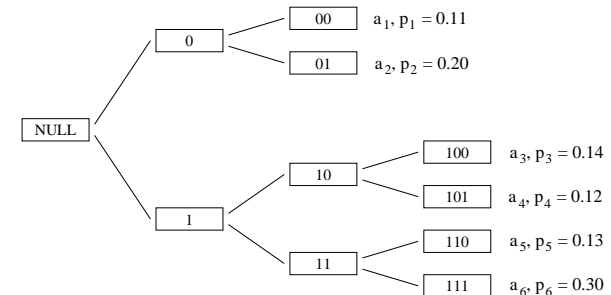 00 a₁, p₁ = 0.11
0
01 a₂, p₂ = 0.20
NULL
100 a₃, p₃ = 0.14
10
101 a₄, p₄ = 0.12
1
110 a₅, p₅ = 0.13
11
111 a₆, p₆ = 0.30